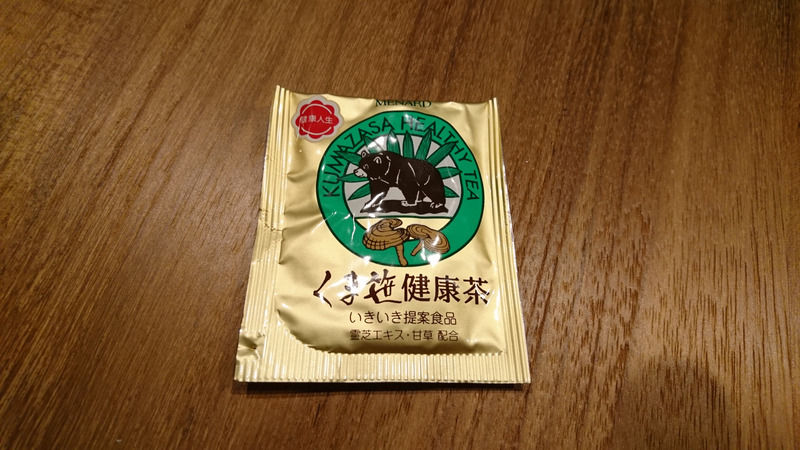 MENARD
健康人生
KUMAZASA HEALTHY TEA
くま笹健康茶
いきいき提案食品
霊芝エキス・甘草 配合